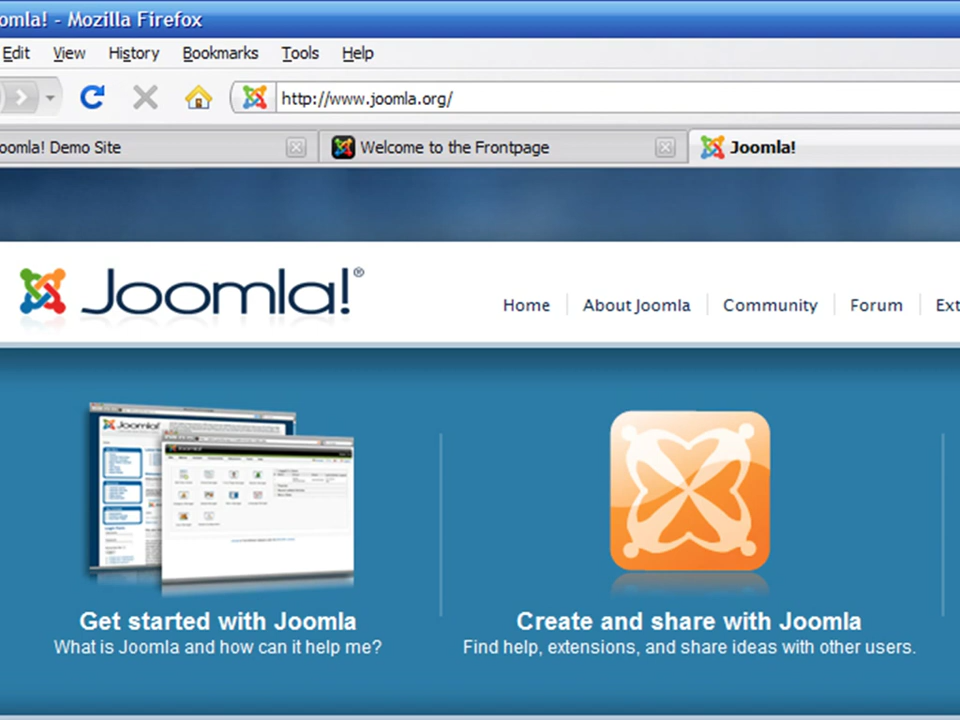 omla! - Mozilla Firefox
Edit View History Bookmarks Tools Help
http://www.joomla.org/
oomla! Demo Site Welcome to the Frontpage Joomla!
Joomla!®
Home About Joomla Community Forum Ext
Joomla!
Get started with Joomla Create and share with Joomla
What is Joomla and how can it help me? Find help, extensions, and share ideas with other users.